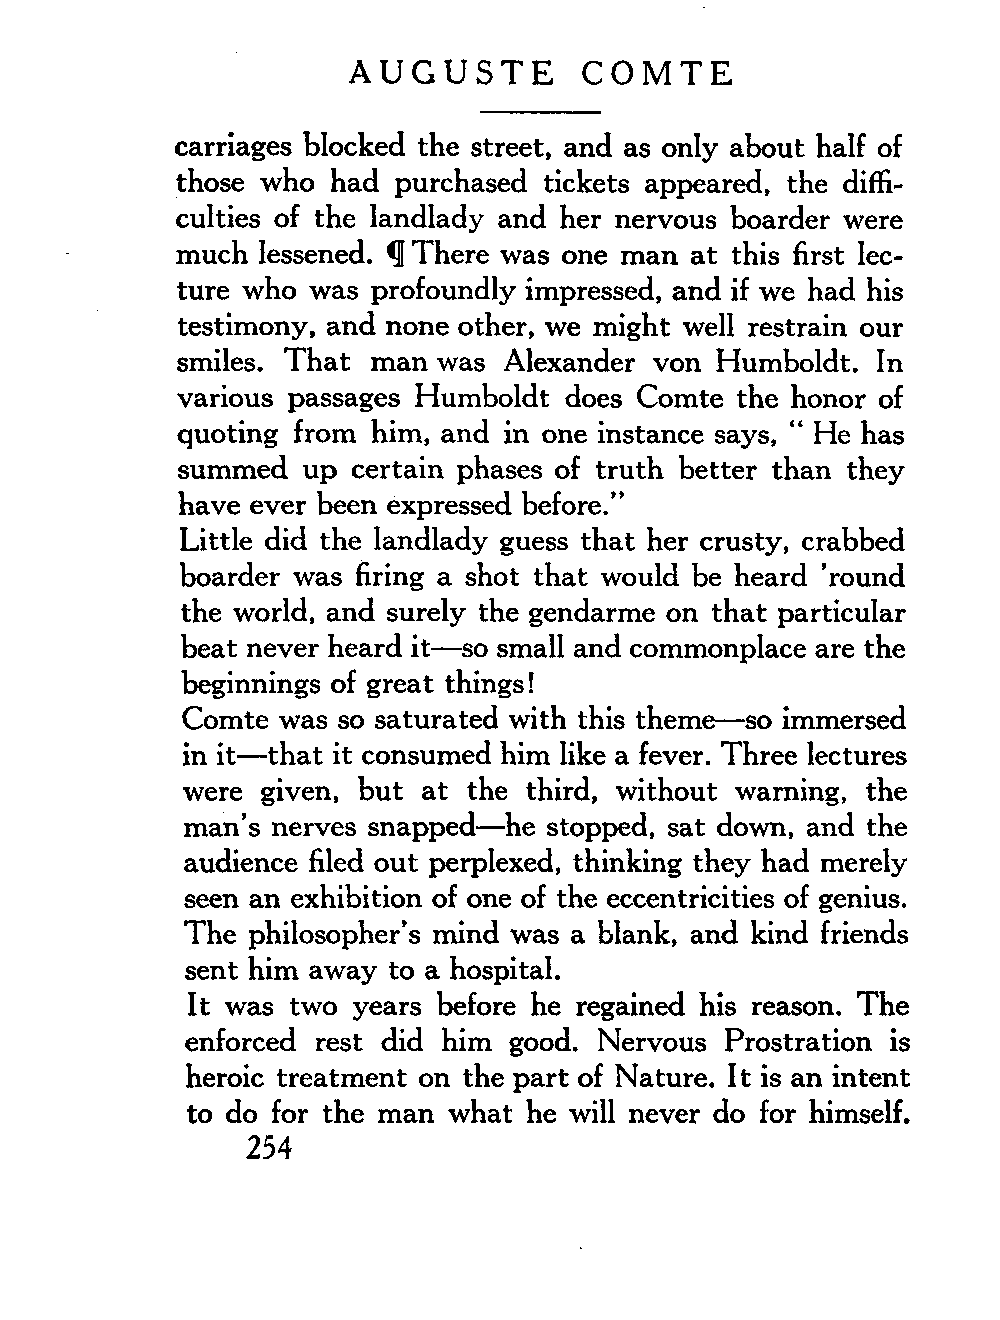 AUGUSTE COMTE
carriages blocked the street, and as only about half of
those who had purchased tickets appeared, the diffi-
culties of the landlady and her nervous boarder were
much lessened. ¶ There was one man at this first lec-
ture who was profoundly impressed, and if we had his
testimony, and none other, we might well restrain our
smiles. That man was Alexander von Humboldt. In
various passages Humboldt does Comte the honor of
quoting from him, and in one instance says, “ He has
summed up certain phases of truth better than they
have ever been expressed before.”
Little did the landlady guess that her crusty, crabbed
boarder was firing a shot that would be heard ’round
the world, and surely the gendarme on that particular
beat never heard it—so small and commonplace are the
beginnings of great things!
Comte was so saturated with this theme—so immersed
in it—that it consumed him like a fever. Three lectures
were given, but at the third, without warning, the
man’s nerves snapped—he stopped, sat down, and the
audience filed out perplexed, thinking they had merely
seen an exhibition of one of the eccentricities of genius.
The philosopher’s mind was a blank, and kind friends
sent him away to a hospital.
It was two years before he regained his reason. The
enforced rest did him good. Nervous Prostration is
heroic treatment on the part of Nature. It is an intent
to do for the man what he will never do for himself.
254